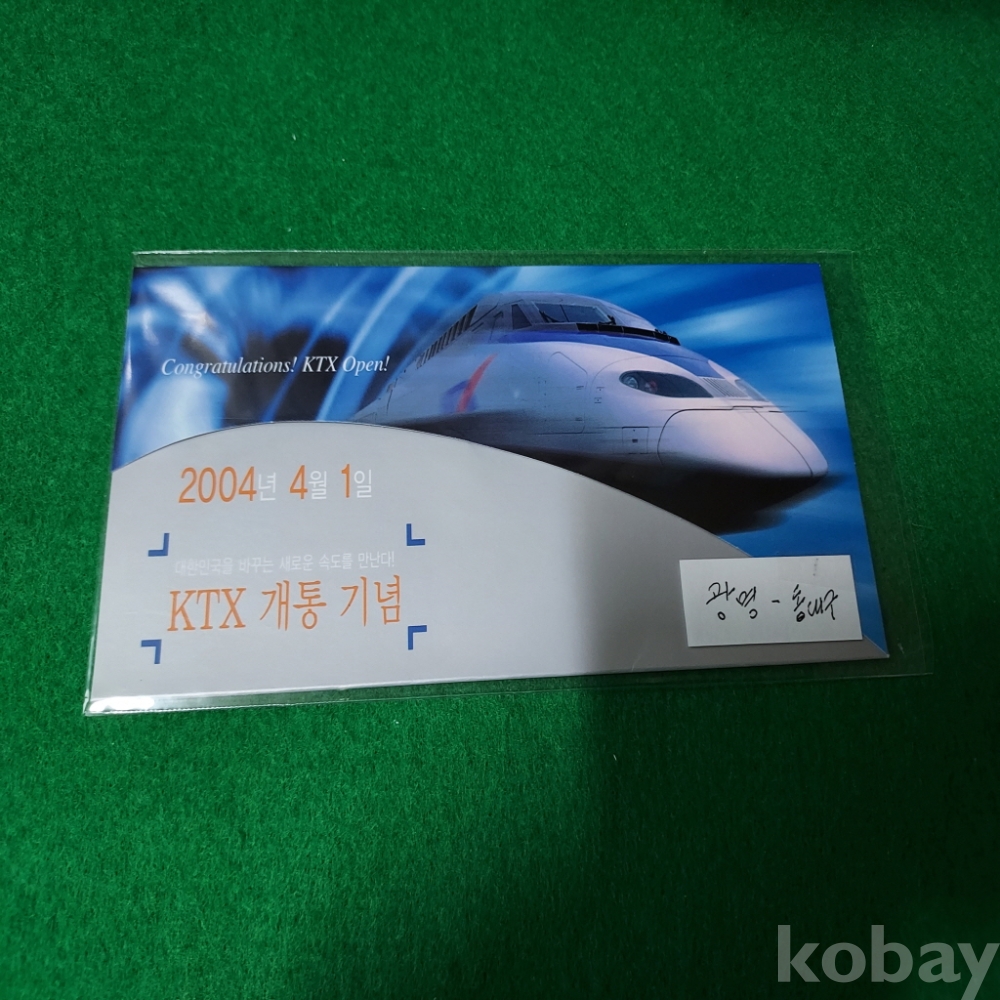 Congratulations! KTX Open!
2004년 4월 1일
대한민국을 바꾸는 새로운 속도를 만난다!
KTX 개통 기념
광명 - 동대구
kobay